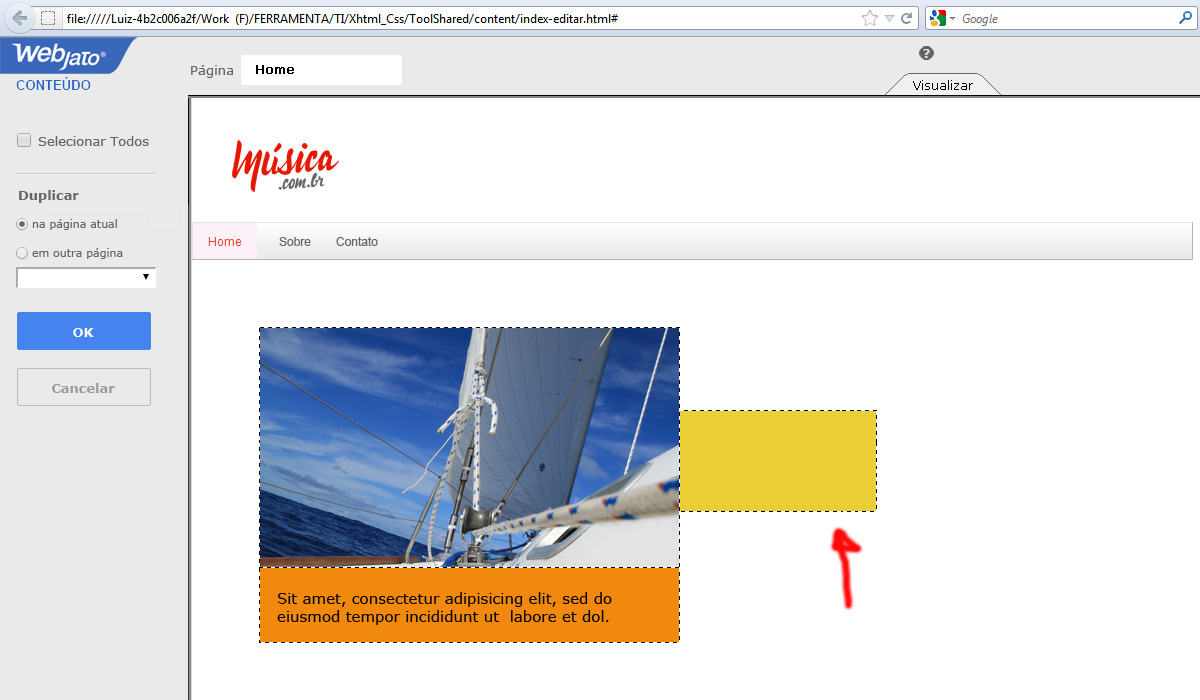 file://///Luiz-4b2c006a2f/Work (F)/FERRAMENTA/TI/Xhtml_Css/ToolShared/content/index-editar.html#
Google
Webjato®
CONTEÚDO
Página
Home
?
Visualizar
Selecionar Todos
Duplicar
na página atual
em outra página
OK
Cancelar
Música
.com.br
Home
Sobre
Contato
Sit amet, consectetur adipisicing elit, sed do
eiusmod tempor incididunt ut labore et dol.